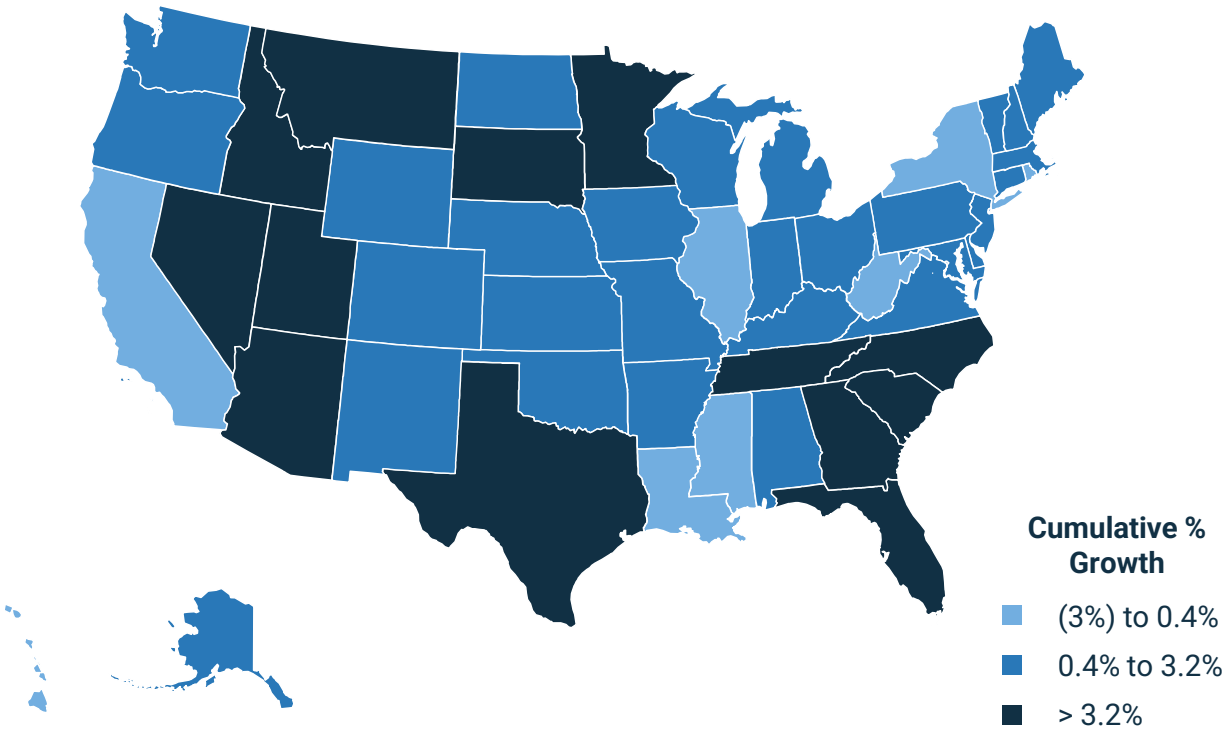 Cumulative %
Growth
(3%) to 0.4%
0.4% to 3.2%
> 3.2%